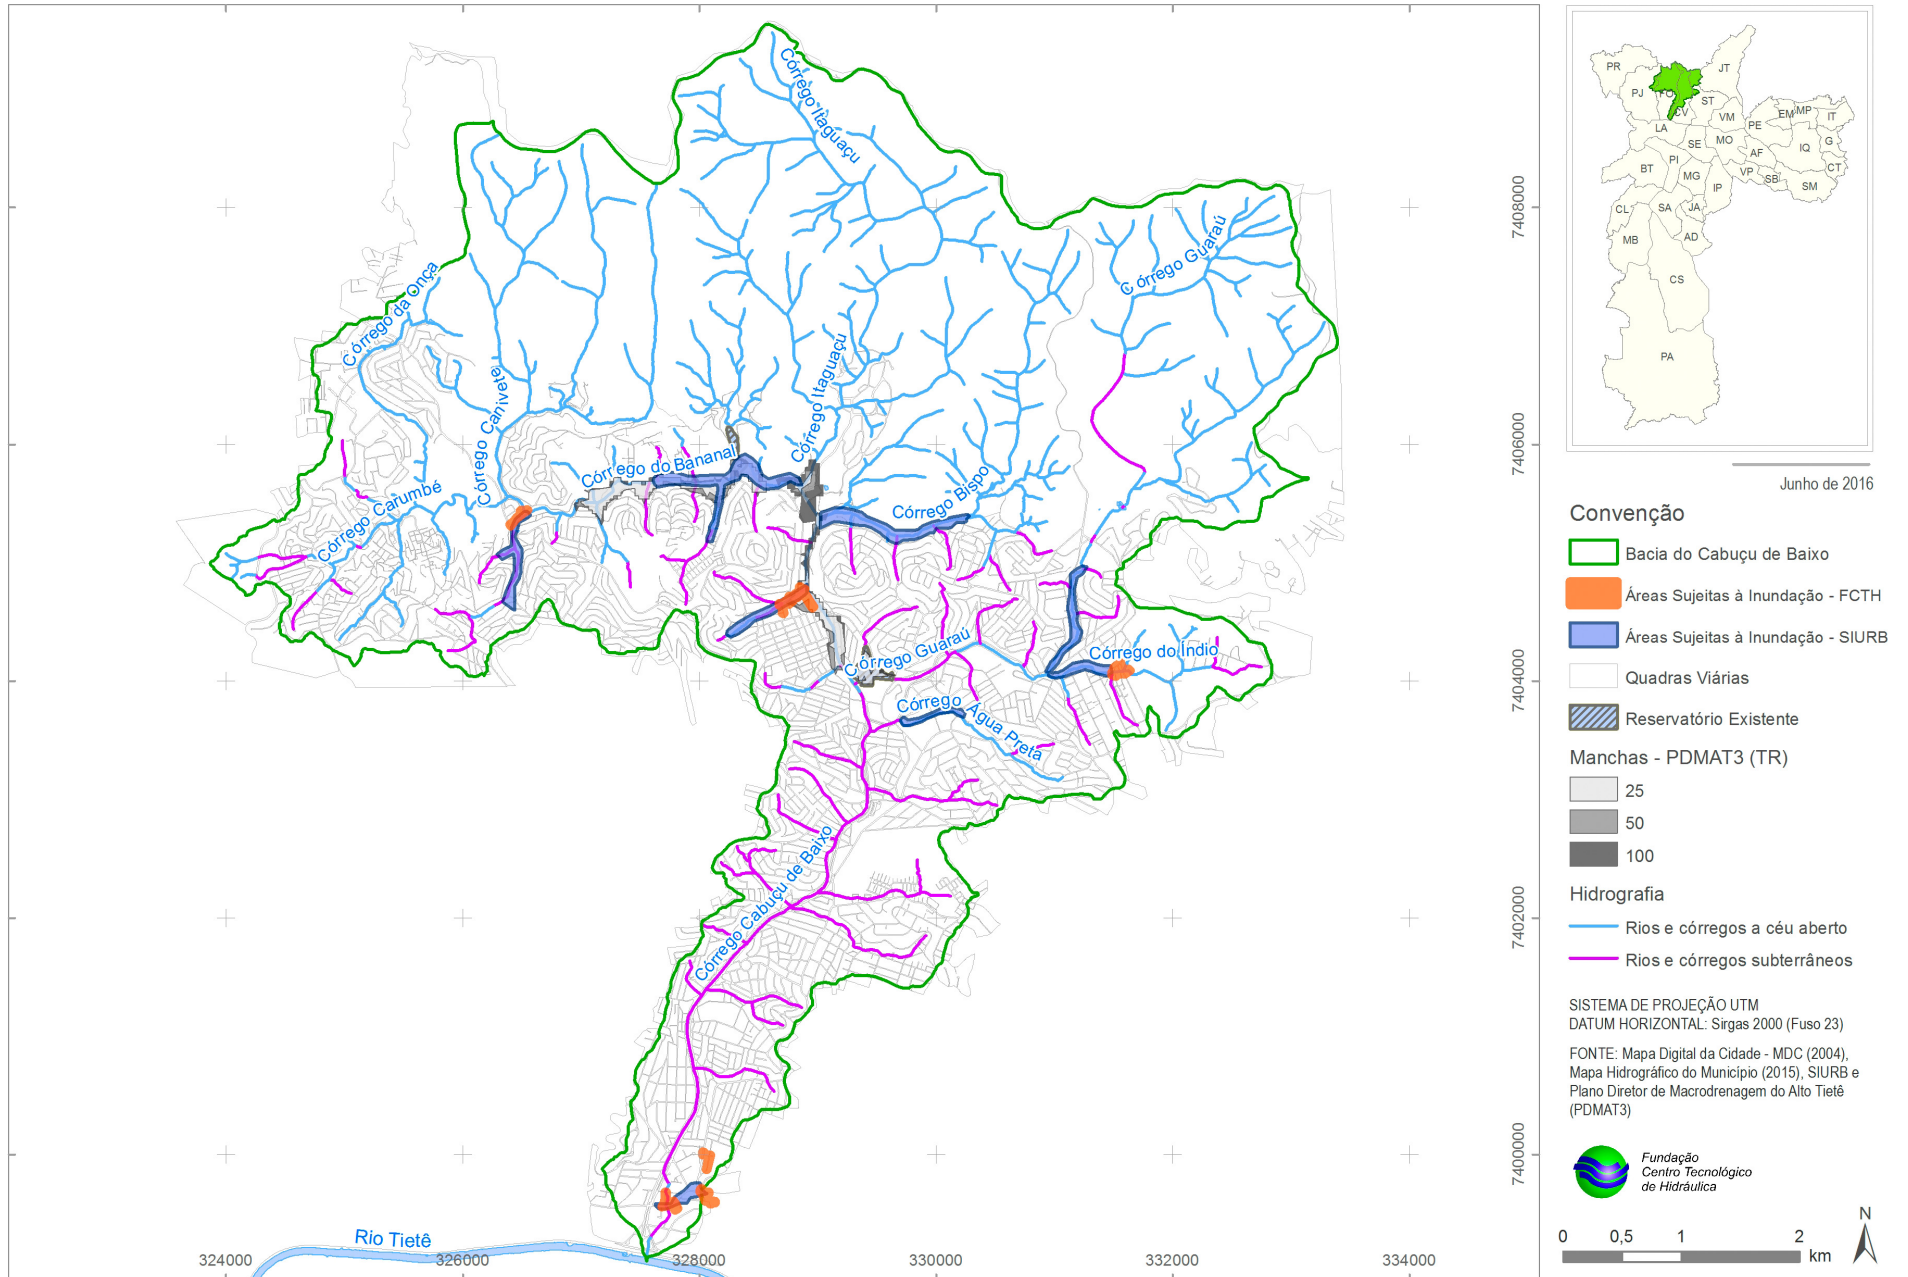 Córrego Itaguaçu
Córrego Guaraú
Córrego da Onça
Córrego Canivete
Córrego Itaguaçu
Córrego do Bananal
Córrego Carumbé
Córrego Bispo
Córrego Guaraú
Córrego do Índio
Córrego Água Preta
Córrego Cabuçu de Baixo
Rio Tietê
324000
326000
328000
330000
332000
334000
7408000
7406000
7404000
7402000
7400000
PR
JT
PJ
FO
CV
ST
VM
PE
EM
MP
IT
LA
SE
MO
AF
IQ
G
BT
PI
MG
IP
VP
SB
CT
SM
CL
SA
JA
MB
AD
CS
PA
Junho de 2016
Convenção
Bacia do Cabuçu de Baixo
Áreas Sujeitas à Inundação - FCTH
Áreas Sujeitas à Inundação - SIURB
Quadras Viárias
Reservatório Existente
Manchas - PDMAT3 (TR)
25
50
100
Hidrografia
Rios e córregos a céu aberto
Rios e córregos subterrâneos
SISTEMA DE PROJEÇÃO UTM
DATUM HORIZONTAL: Sirgas 2000 (Fuso 23)
FONTE: Mapa Digital da Cidade - MDC (2004),
Mapa Hidrográfico do Município (2015), SIURB e
Plano Diretor de Macrodrenagem do Alto Tietê
(PDMAT3)
Fundação
Centro Tecnológico
de Hidráulica
0 0,5 1 2
km
N